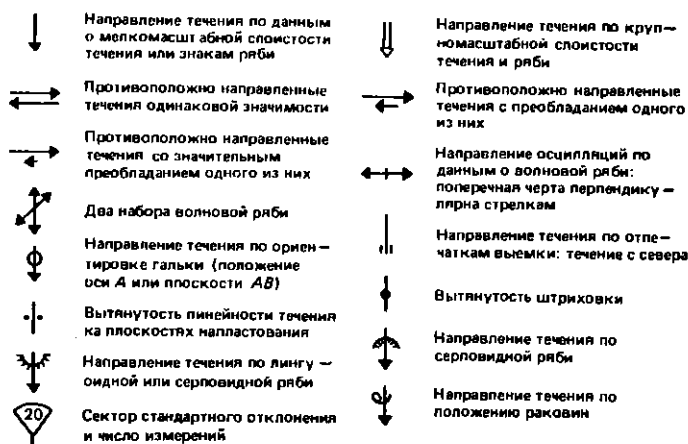 Направление течения по данным
о мелкомасштабной слоистости
течения или знакам ряби
Противоположно направленные
течения одинаковой значимости
Противоположно направленные
течения со значительным
преобладанием одного из них
Два набора волновой ряби
Направление течения по ориен—
тировке гальки (положение
оси А или плоскости АВ)
Вытянутость линейности течения
ка плоскостях напластования
Направление течения по лингу —
оидной или серповидной ряби
20
Сектор стандартного отклонения
и число измерений
Направление течения по круп—
номасштабной слоистости
течения и ряби
Противоположно направленные
течения с преобладанием одного
из них
Направление осцилляций по
данным о волновой ряби:
поперечная черта перпендику —
лярна стрелкам
Направление течения по отпе—
чаткам выемки: течение с севера
Вытянутость штриховки
Направление течения по
серповидной ряби
Направление течения по
положению раковин